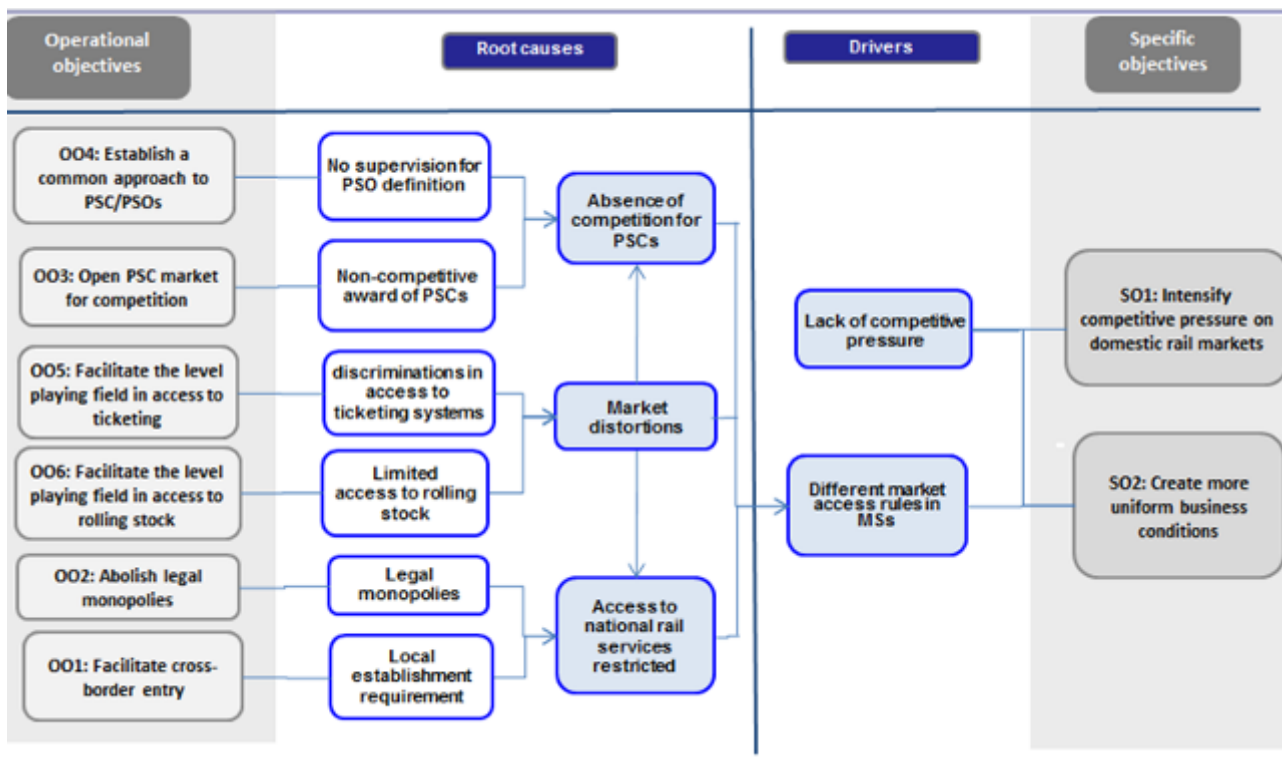 Operational
objectives
Root causes
Drivers
Specific
objectives
OO4: Establish a
common approach to
PSC/PSOs
No supervision for
PSO definition
Absence of
competition for
PSCs
OO3: Open PSC market
for competition
Non-competitive
award of PSCs
SO1: Intensify
competitive pressure on
domestic rail markets
Lack of competitive
pressure
OO5: Facilitate the level
playing field in access to
ticketing
discriminations in
access to
ticketing systems
Market
distortions
OO6: Facilitate the level
playing field in access to
rolling stock
Limited
access to rolling
stock
Different market
access rules in
MSs
SO2: Create more
uniform business
conditions
OO2: Abolish legal
monopolies
Legal
monopolies
Access to
national rail
services
restricted
OO1: Facilitate cross-
border entry
Local
establishment
requirement